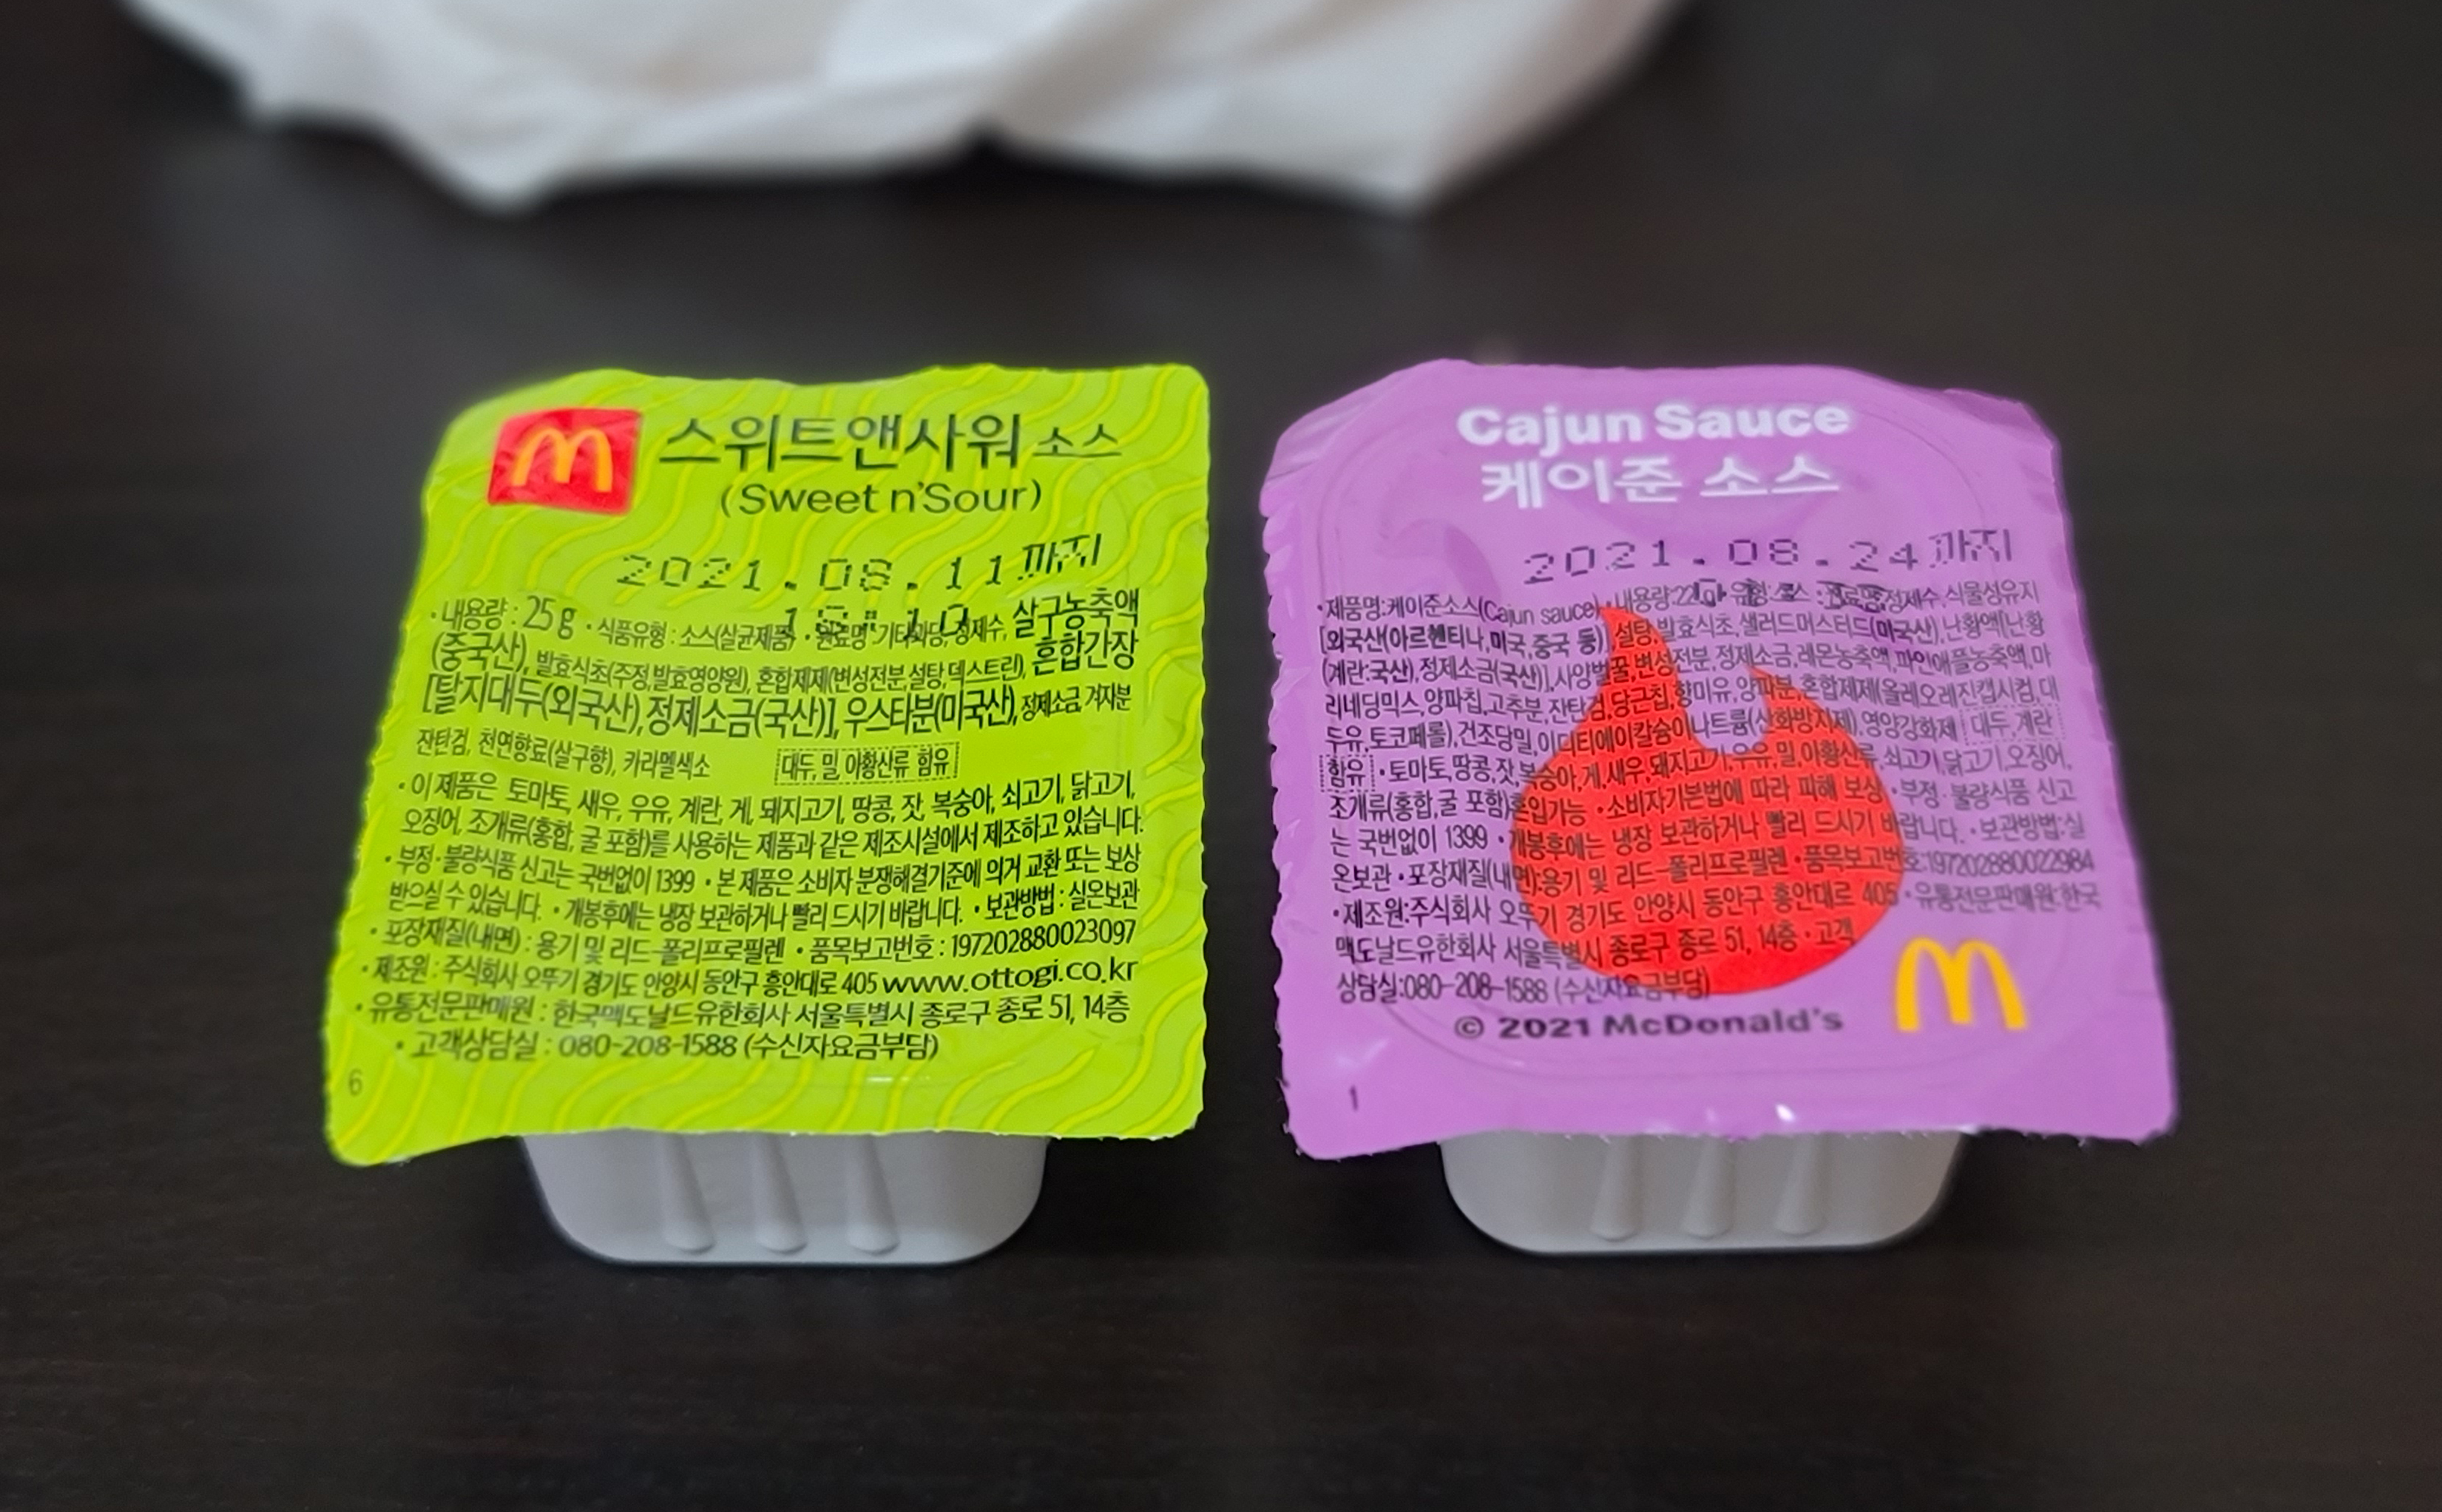 스위트앤사워 소스
(Sweet n'Sour)
2021.08.11까지
· 내용량 : 25 g · 식품유형 : 소스(살균제품) · 원료명 : 기타과당, 정제수, 살구농축액
(중국산), 발효식초(주정,발효영양원), 혼합제제(변성전분,설탕,덱스트린), 혼합간장
[탈지대두(외국산),정제소금(국산)], 우스타분(미국산), 정제소금, 겨자분
잔탄검, 천연향료(살구향), 카라멜색소 대두, 밀, 아황산류 함유
· 이 제품은 토마토, 새우, 우유, 계란, 게, 돼지고기, 땅콩, 잣, 복숭아, 쇠고기, 닭고기,
오징어, 조개류(홍합, 굴 포함)를 사용하는 제품과 같은 제조시설에서 제조하고 있습니다.
· 부정·불량식품 신고는 국번없이 1399 · 본 제품은 소비자 분쟁해결기준에 의거 교환 또는 보상
받으실 수 있습니다. · 개봉후에는 냉장 보관하거나 빨리 드시기 바랍니다. · 보관방법 : 실온보관
· 포장재질(내면) : 용기 및 리드-폴리프로필렌 · 품목보고번호 : 197202880023097
· 제조원 : 주식회사 오뚜기 경기도 안양시 동안구 흥안대로 405 www.ottogi.co.kr
· 유통전문판매원 : 한국맥도날드유한회사 서울특별시 종로구 종로 51, 14층
· 고객상담실 : 080-208-1588 (수신자요금부담)
6
Cajun Sauce
케이준 소스
2021.08.24까지
·제품명:케이준소스(Cajun sauce) ·내용량:22g · 유형:소스 · 원료명:정제수,식물성유지
[외국산(아르헨티나,미국,중국 등)],설탕,발효식초,샐러드머스터드(미국산),난황액[난황
(계란:국산),정제소금(국산)],사양벌꿀,변성전분,정제소금,레몬농축액,파인애플농축액,마
리네딩믹스,양파칩,고추분,잔탄검,당근칩,향미유,양파분,혼합제제(올레오레진캡시컴,대
두유,토코페롤),건조당밀,이디티에이칼슘이나트륨(산화방지제),영양강화제 대두,계란
함유 ·토마토,땅콩,잣,복숭아,게,새우,돼지고기,우유,밀,아황산류,쇠고기,닭고기,오징어,
조개류(홍합,굴 포함)혼입가능 ·소비자기본법에 따라 피해 보상 ·부정·불량식품 신고
는 국번없이 1399 ·개봉후에는 냉장 보관하거나 빨리 드시기 바랍니다. ·보관방법:실
온보관 ·포장재질(내면):용기 및 리드-폴리프로필렌 ·품목보고번호:197202880022984
·제조원:주식회사 오뚜기 경기도 안양시 동안구 흥안대로 405 ·유통전문판매원:한국
맥도날드유한회사 서울특별시 종로구 종로 51, 14층 ·고객
상담실:080-208-1588 (수신자요금부담)
© 2021 McDonald's
1